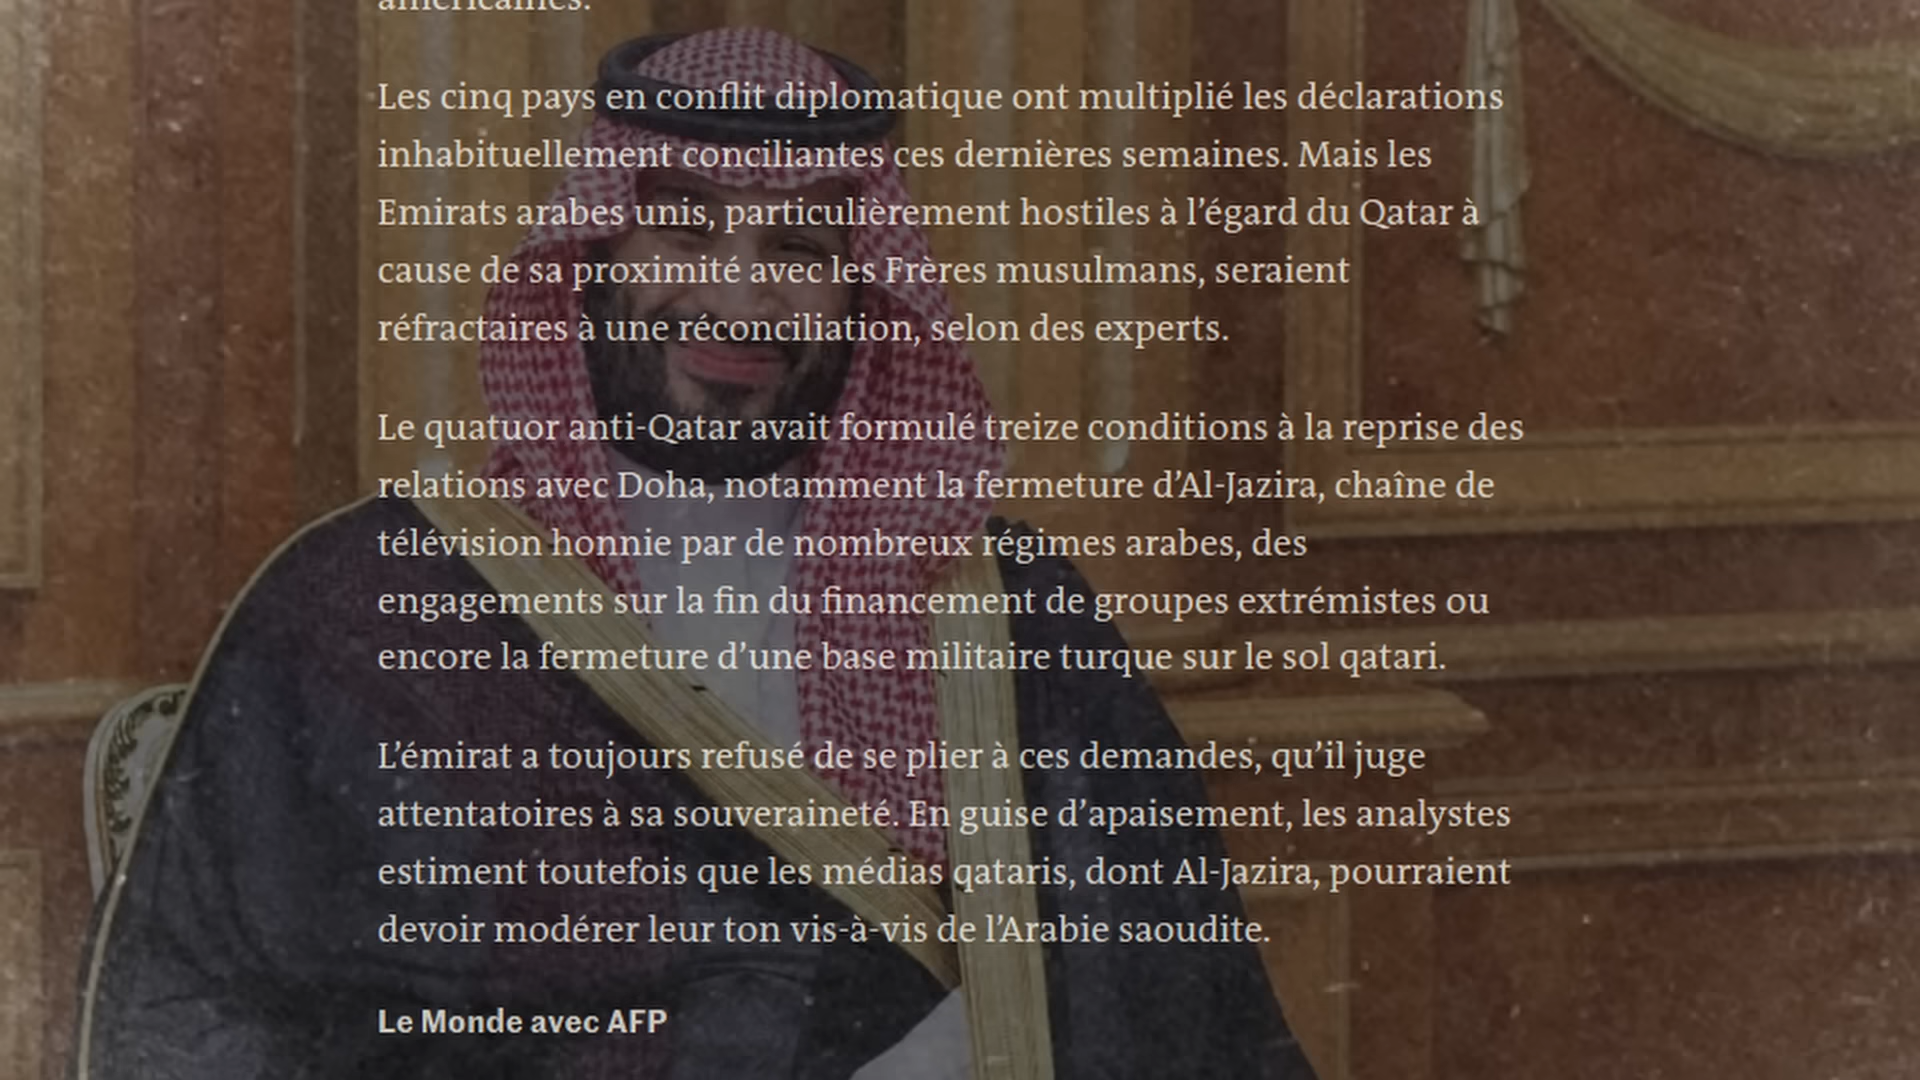 américaines.
Les cinq pays en conflit diplomatique ont multiplié les déclarations
inhabituellement conciliantes ces dernières semaines. Mais les
Emirats arabes unis, particulièrement hostiles à l’égard du Qatar à
cause de sa proximité avec les Frères musulmans, seraient
réfractaires à une réconciliation, selon des experts.
Le quatuor anti-Qatar avait formulé treize conditions à la reprise des
relations avec Doha, notamment la fermeture d’Al-Jazira, chaîne de
télévision honnie par de nombreux régimes arabes, des
engagements sur la fin du financement de groupes extrémistes ou
encore la fermeture d’une base militaire turque sur le sol qatari.
L’émirat a toujours refusé de se plier à ces demandes, qu’il juge
attentatoires à sa souveraineté. En guise d’apaisement, les analystes
estiment toutefois que les médias qataris, dont Al-Jazira, pourraient
devoir modérer leur ton vis-à-vis de l’Arabie saoudite.
Le Monde avec AFP